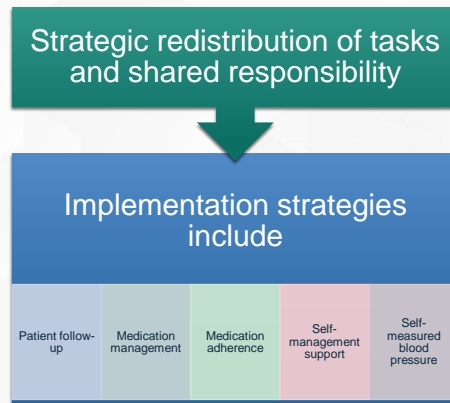 Strategic redistribution of tasks
and shared responsibility
Implementation strategies
include
Patient follow-
up
Medication
management
Medication
adherence
Self-
management
support
Self-
measured
blood
pressure